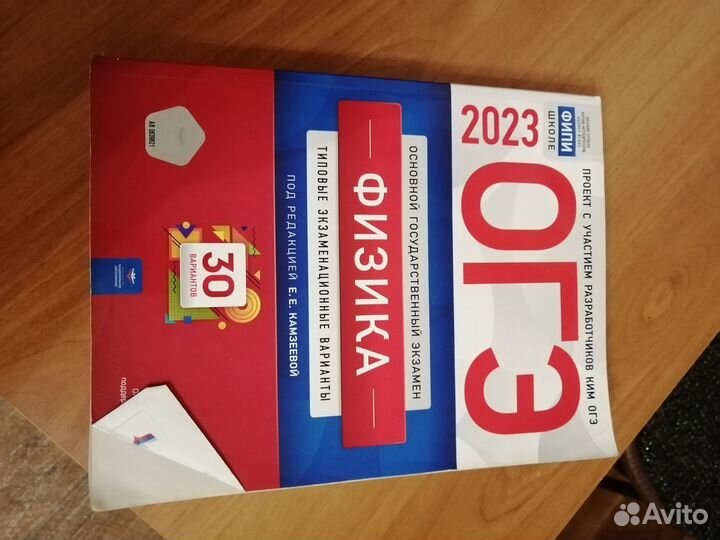 ПРОЕКТ С УЧАСТИЕМ РАЗРАБОТЧИКОВ КИМ ОГЭ
ФИПИ
ШКОЛЕ
2023
ОГЭ
ОСНОВНОЙ ГОСУДАРСТВЕННЫЙ ЭКЗАМЕН
ФИЗИКА
ТИПОВЫЕ ЭКЗАМЕНАЦИОННЫЕ ВАРИАНТЫ
ПОД РЕДАКЦИЕЙ Е. Е. КАМЗЕЕВОЙ
30
ВАРИАНТОВ
Avito